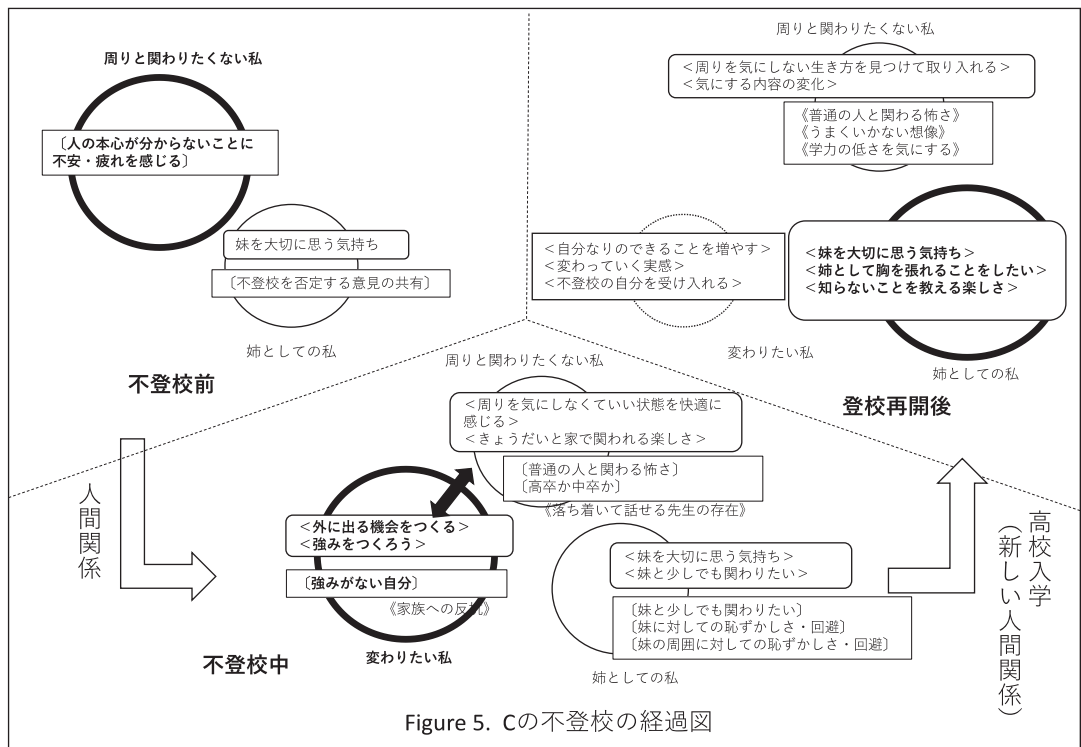 周りと関わりたくない私
〔人の本心が分からないことに
不安・疲れを感じる〕
妹を大切に思う気持ち
〔不登校を否定する意見の共有〕
姉としての私
不登校前
周りと関わりたくない私
＜周りを気にしない生き方を見つけて取り入れる＞
＜気にする内容の変化＞
《普通の人と関わる怖さ》
《うまくいかない想像》
《学力の低さを気にする》
＜自分なりのできることを増やす＞
＜変わっていく実感＞
＜不登校の自分を受け入れる＞
変わりたい私
＜妹を大切に思う気持ち＞
＜姉として胸を張れることをしたい＞
＜知らないことを教える楽しさ＞
姉としての私
登校再開後
人間関係
周りと関わりたくない私
＜周りを気にしなくていい状態を快適に
感じる＞
＜きょうだいと家で関われる楽しさ＞
〔普通の人と関わる怖さ〕
〔高卒か中卒か〕
《落ち着いて話せる先生の存在》
＜外に出る機会をつくる＞
＜強みをつくろう＞
〔強みがない自分〕
《家族への反抗》
変わりたい私
不登校中
＜妹を大切に思う気持ち＞
＜妹と少しでも関わりたい＞
〔妹と少しでも関わりたい〕
〔妹に対しての恥ずかしさ・回避〕
〔妹の周囲に対しての恥ずかしさ・回避〕
姉としての私
高校入学
(新しい人間関係)
Figure 5. Cの不登校の経過図